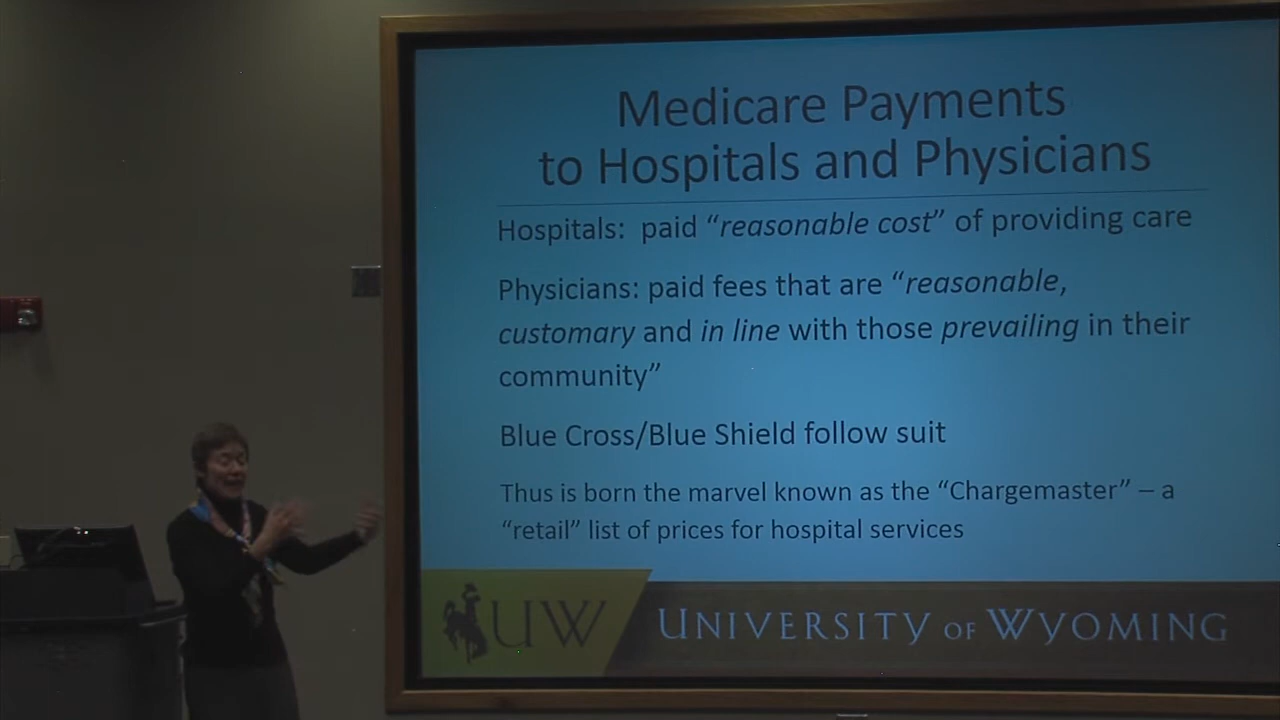 Medicare Payments
to Hospitals and Physicians
Hospitals:  paid “reasonable cost” of providing care
Physicians: paid fees that are “reasonable,
customary and in line with those prevailing in their
community”
Blue Cross/Blue Shield follow suit
Thus is born the marvel known as the “Chargemaster” – a
“retail” list of prices for hospital services
UW UNIVERSITY OF WYOMING